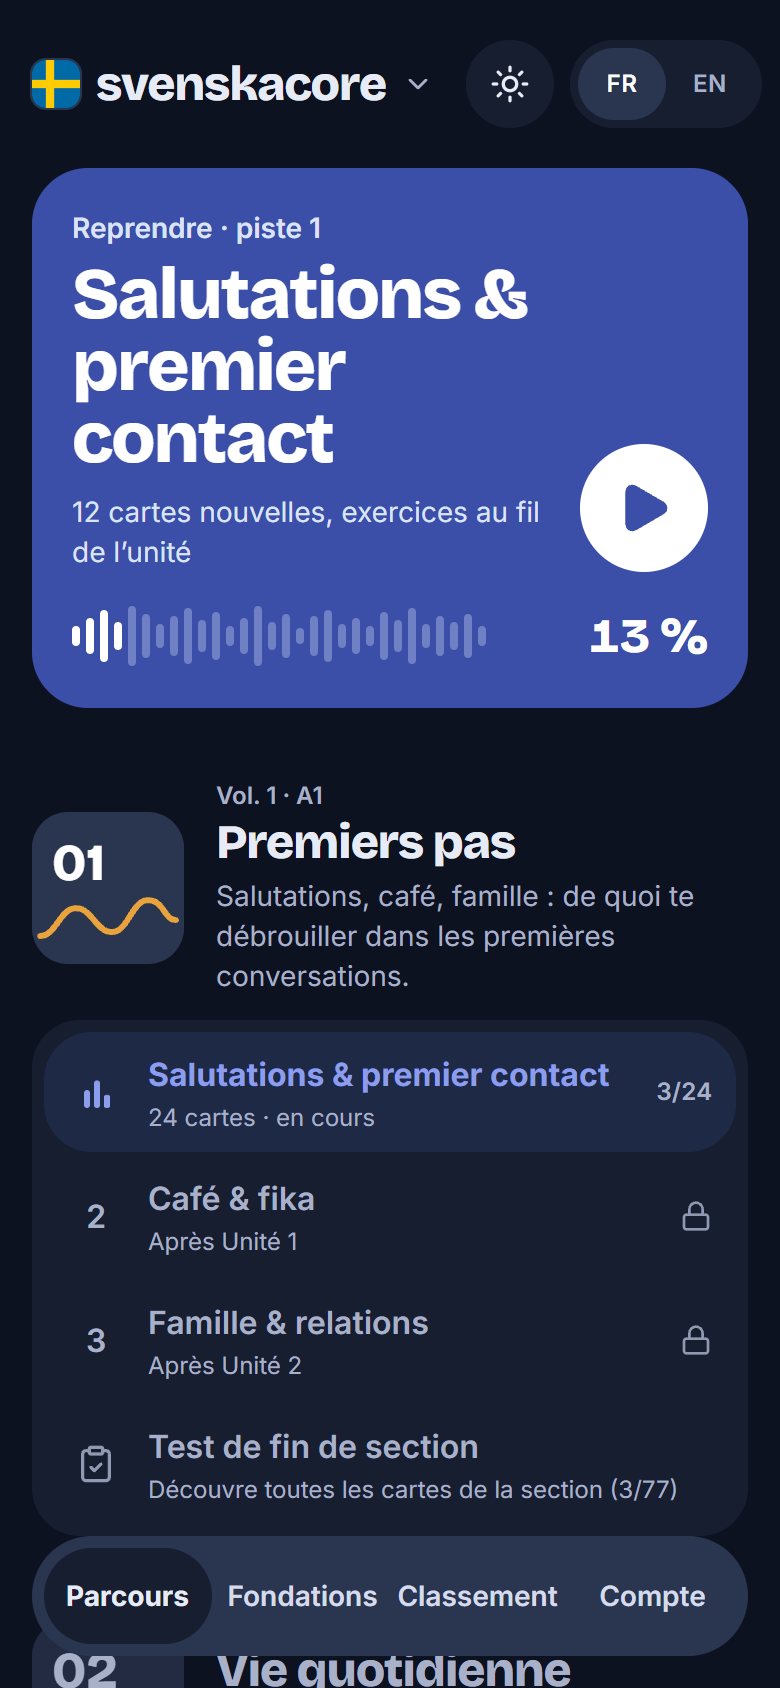 svenskacore
FR
EN
Reprendre · piste 1
Salutations &
premier
contact
12 cartes nouvelles, exercices au fil
de l’unité
13 %
Vol. 1 · A1
01
Premiers pas
Salutations, café, famille : de quoi te
débrouiller dans les premières
conversations.
Salutations & premier contact
3/24
24 cartes · en cours
2
Café & fika
Après Unité 1
3
Famille & relations
Après Unité 2
Test de fin de section
Découvre toutes les cartes de la section (3/77)
Parcours
Fondations
Classement
Compte
02
Vie quotidienne